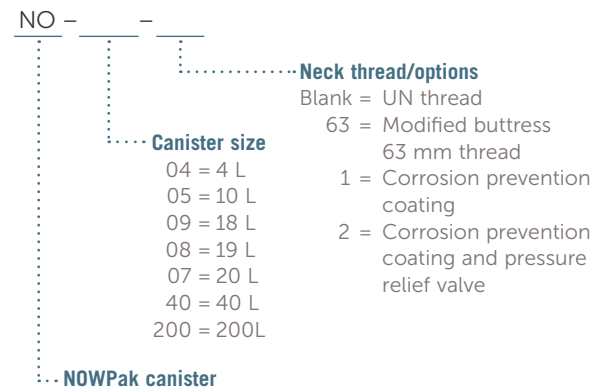 NO – –
Neck thread/options
Blank = UN thread
63 = Modified buttress
63 mm thread
1 = Corrosion prevention
coating
2 = Corrosion prevention
coating and pressure
relief valve
Canister size
04 = 4 L
05 = 10 L
09 = 18 L
08 = 19 L
07 = 20 L
40 = 40 L
200 = 200L
NOWPak canister